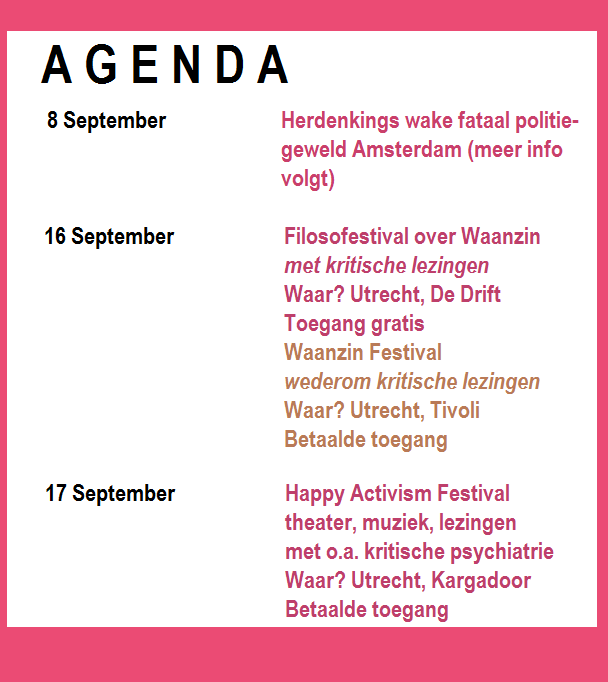 AGENDA
8 September
Herdenkings wake fataal politie-
geweld Amsterdam (meer info
volgt)
16 September
Filosofestival over Waanzin
met kritische lezingen
Waar? Utrecht, De Drift
Toegang gratis
Waanzin Festival
wederom kritische lezingen
Waar? Utrecht, Tivoli
Betaalde toegang
17 September
Happy Activism Festival
theater, muziek, lezingen
met o.a. kritische psychiatrie
Waar? Utrecht, Kargadoor
Betaalde toegang